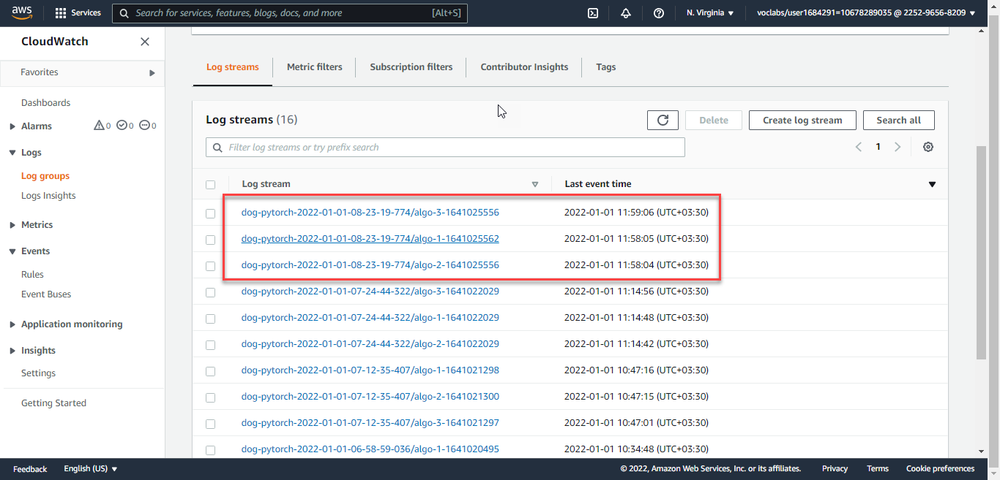 aws Services Search for services, features, blogs, docs, and more [Alt+S] N. Virginia voclabs/user1684291=10678289035 @ 2252-9656-8209
CloudWatch
Favorites
Dashboards
Alarms 0 0 0
Logs
Log groups
Logs Insights
Metrics
Events
Rules
Event Buses
Application monitoring
Insights
Settings
Getting Started
Log streams Metric filters Subscription filters Contributor Insights Tags
Log streams (16) Delete Create log stream Search all
Filter log streams or try prefix search 1
Log stream Last event time
dog-pytorch-2022-01-01-08-23-19-774/algo-3-1641025556 2022-01-01 11:59:06 (UTC+03:30)
dog-pytorch-2022-01-01-08-23-19-774/algo-1-1641025562 2022-01-01 11:58:05 (UTC+03:30)
dog-pytorch-2022-01-01-08-23-19-774/algo-2-1641025556 2022-01-01 11:58:04 (UTC+03:30)
dog-pytorch-2022-01-01-07-24-44-322/algo-3-1641022029 2022-01-01 11:14:56 (UTC+03:30)
dog-pytorch-2022-01-01-07-24-44-322/algo-1-1641022029 2022-01-01 11:14:48 (UTC+03:30)
dog-pytorch-2022-01-01-07-24-44-322/algo-2-1641022029 2022-01-01 11:14:42 (UTC+03:30)
dog-pytorch-2022-01-01-07-12-35-407/algo-1-1641021298 2022-01-01 10:47:16 (UTC+03:30)
dog-pytorch-2022-01-01-07-12-35-407/algo-2-1641021300 2022-01-01 10:47:15 (UTC+03:30)
dog-pytorch-2022-01-01-07-12-35-407/algo-3-1641021297 2022-01-01 10:47:01 (UTC+03:30)
dog-pytorch-2022-01-01-06-58-59-036/algo-1-1641020495 2022-01-01 10:34:48 (UTC+03:30)
Feedback English (US) © 2022, Amazon Web Services, Inc. or its affiliates. Privacy Terms Cookie preferences